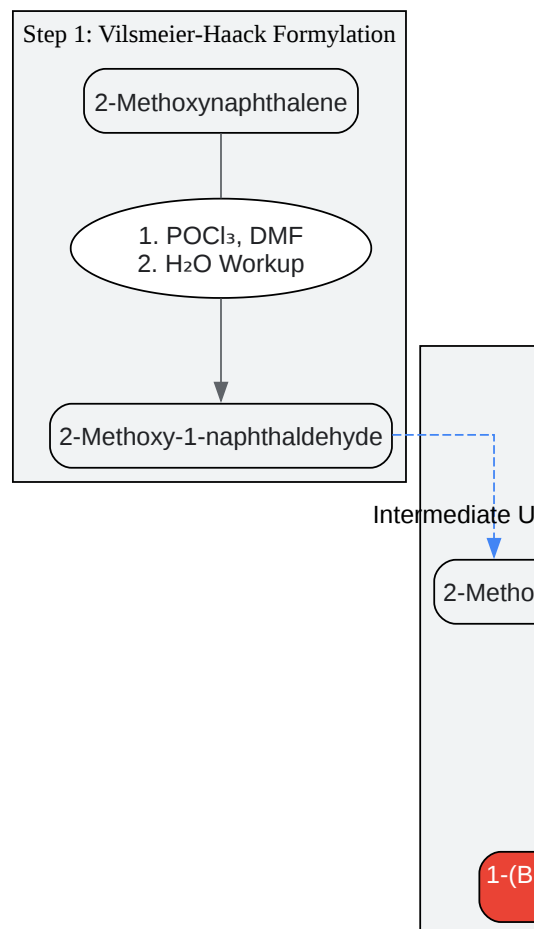 Step 1: Vilsmeier-Haack Formylation
2-Methoxynaphthalene
1. POCl₃, DMF
2. H₂O Workup
2-Methoxy-1-naphthaldehyde
Intermediate U
2-Metho
1-(B